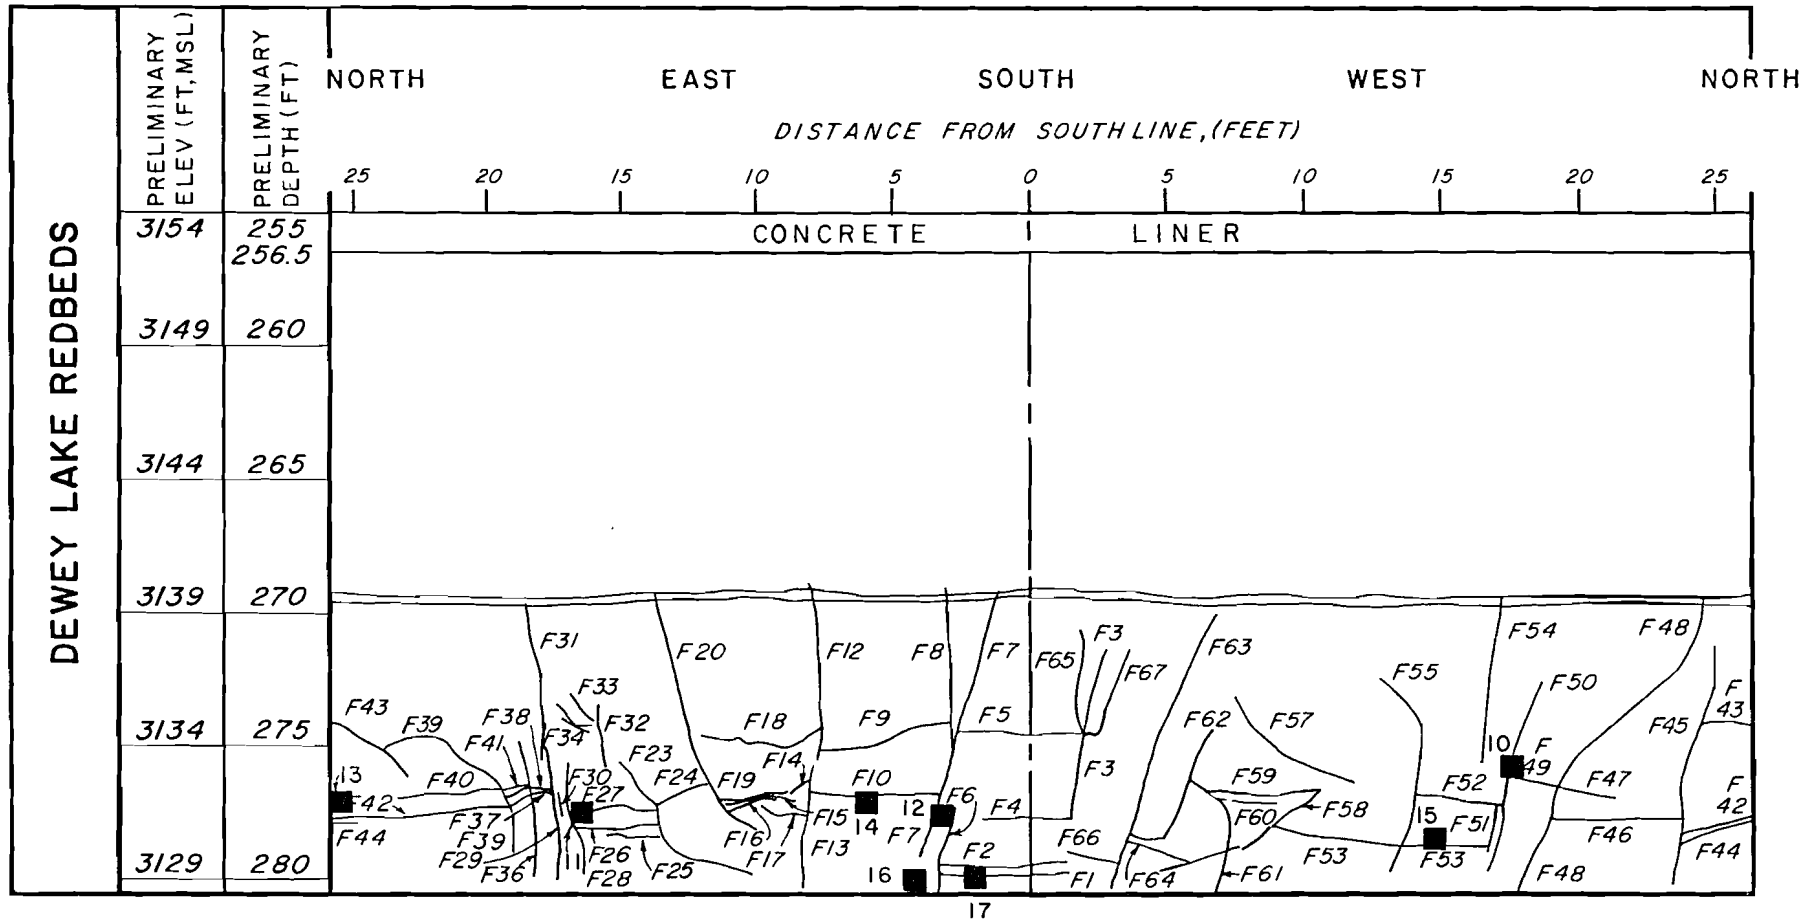 DEWEY LAKE REDBEDS
PRELIMINARY
ELEV (FT, MSL)
PRELIMINARY
DEPTH (FT)
NORTH EAST SOUTH WEST NORTH
DISTANCE FROM SOUTH LINE, (FEET)
25 20 15 10 5 0 5 10 15 20 25
3154 255 CONCRETE LINER
256.5
3149 260
3144 265
3139 270
3134 275
3129 280
F31 F20 F12 F8 F7 F65 F3 F67 F63 F55 F54 F48
F33 F50 F
43
F43 F39 F38 F34 F32 F18 F9 F5 F62 F57 F45
F41 F23 F14 10 F
49
13 F40 F30 F24 F19 F10 F3 F59 F52 F47 F
42
F42 F27 12 F6 F4 F58
F44 F37 F16 F15 14 F7 F66 F60 15 F51 F46
F39 F26 F17 F13 F2 F53 F53 F44
F29 11 F25
F36 F28 16 F1 F64 F61 F48
17